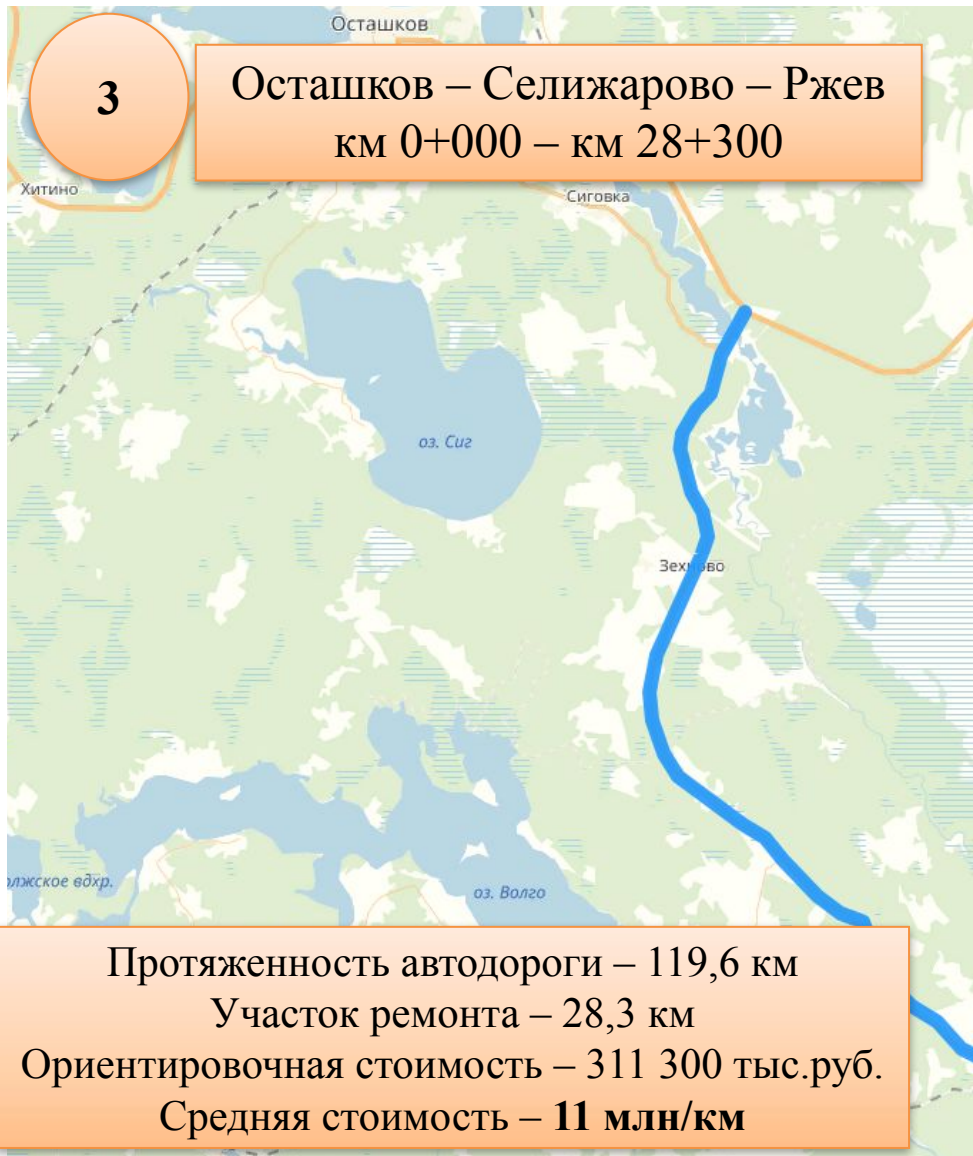 Осташков
3
Осташков – Селижарово – Ржев
км 0+000 – км 28+300
Хитино
Сиговка
оз. Сиг
Зехново
олжское вдхр.
оз. Волго
Протяженность автодороги – 119,6 км
Участок ремонта – 28,3 км
Ориентировочная стоимость – 311 300 тыс.руб.
Средняя стоимость – 11 млн/км